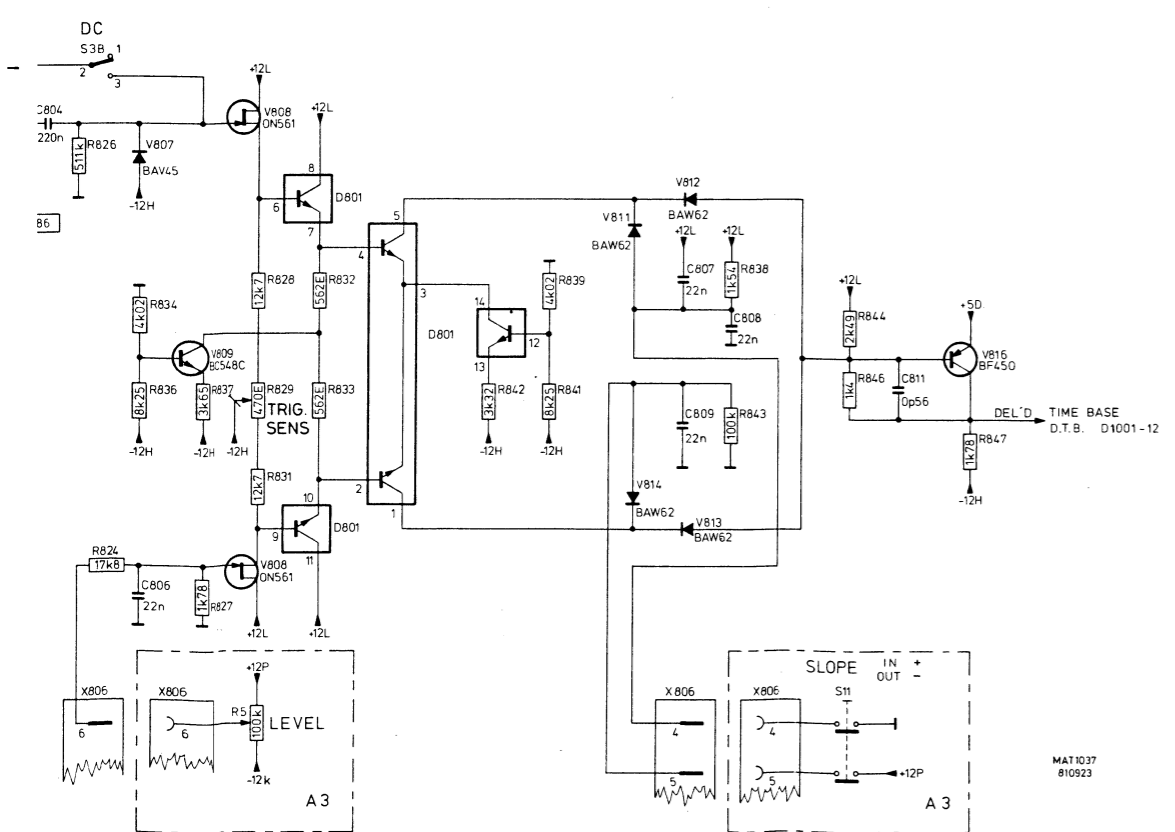 DC
S3B 1
2
3
+12L
+12L
C804
220n
511k
R826
V807
BAV45
-12H
V808
ON561
86
8
6
D801
7
5
4
3
R834
4k02
12k7
R828
562E
R832
V809
BC548C
8k25
R836
3k65
R837
470E
R829
TRIG.
SENS
562E
R833
-12H
-12H
-12H
12k7
R831
D801
14
12
13
4k02
R839
3k32
R842
8k25
R841
-12H
-12H
2
1
10
9
11
D801
R824
17k8
C806
22n
1k78
R827
V808
ON561
+12L
+12L
V812
BAW62
V811
BAW62
+12L
+12L
C807
22n
1k54
R838
C808
22n
C809
22n
100k
R843
V814
BAW62
V813
BAW62
+12L
2k49
R844
+5D
1k4
R846
C811
0p56
V816
BF450
DEL'D TIME BASE
D.T.B. D1001-12
1k78
R847
-12H
X806
6
X806
6
+12P
R5
100k
LEVEL
-12k
A3
X806
4
5
X806
4
5
SLOPE IN +
OUT -
S11
+12P
A3
MAT1037
810923